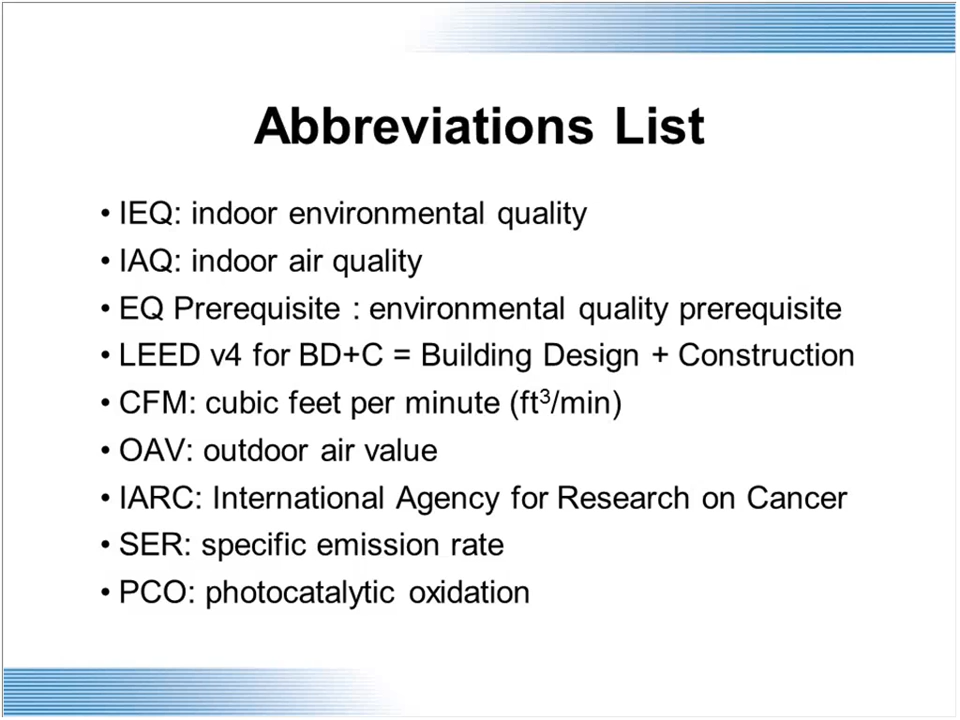 Abbreviations List
• IEQ: indoor environmental quality
• IAQ: indoor air quality
• EQ Prerequisite : environmental quality prerequisite
• LEED v4 for BD+C = Building Design + Construction
• CFM: cubic feet per minute (ft³/min)
• OAV: outdoor air value
• IARC: International Agency for Research on Cancer
• SER: specific emission rate
• PCO: photocatalytic oxidation